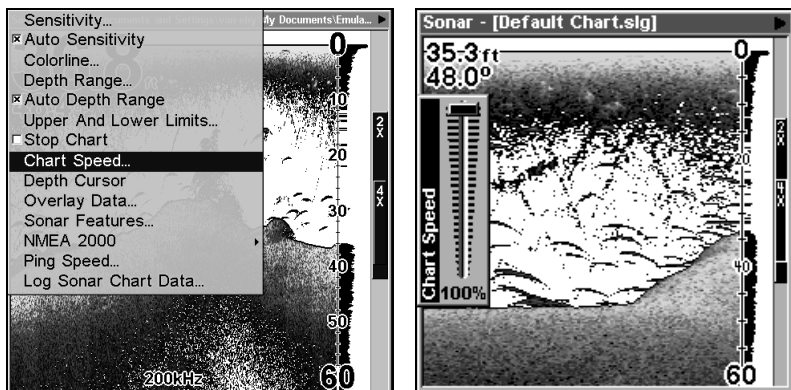 Sensitivity...
My Documents\Emula...
Auto Sensitivity
Colorline...
Depth Range...
Auto Depth Range
Upper And Lower Limits...
Stop Chart
Chart Speed...
Depth Cursor
Overlay Data...
Sonar Features...
NMEA 2000
Ping Speed...
Log Sonar Chart Data...
0
10
20
30
40
50
60
2X
4X
200kHz
Sonar - [Default Chart.slg]
35.3 ft
48.0º
Chart Speed
100%
0
20
40
60
2X
4X